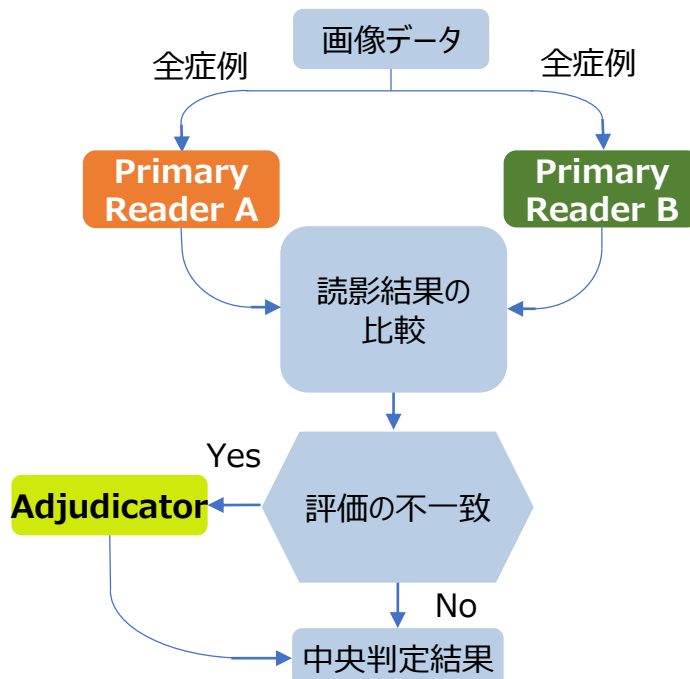 画像データ
全症例
全症例
Primary
Reader A
Primary
Reader B
読影結果の
比較
Yes
Adjudicator
評価の不一致
No
中央判定結果